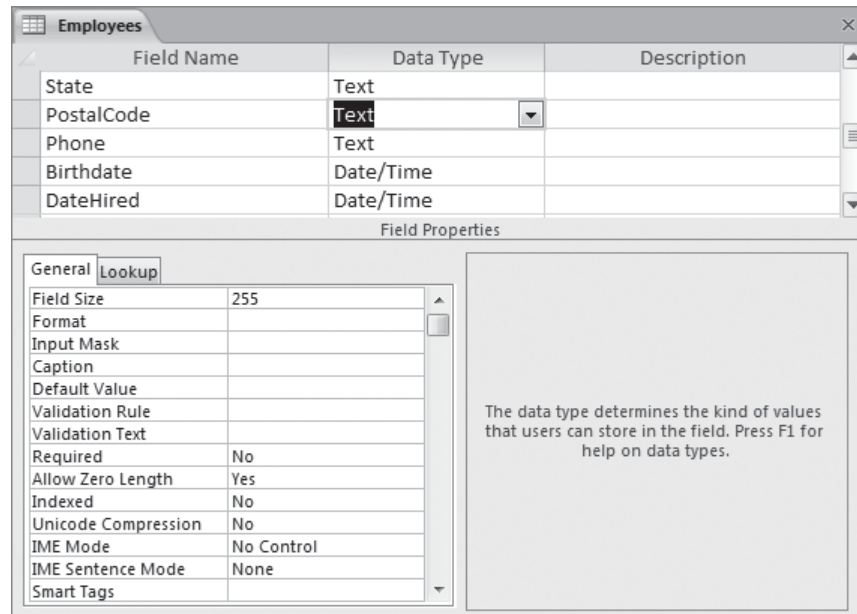 Employees
Field Name Data Type Description
State Text
PostalCode Text
Phone Text
Birthdate Date/Time
DateHired Date/Time
Field Properties
General Lookup
Field Size 255
Format
Input Mask
Caption
Default Value
Validation Rule
Validation Text
Required No
Allow Zero Length Yes
Indexed No
Unicode Compression No
IME Mode No Control
IME Sentence Mode None
Smart Tags
The data type determines the kind of values
that users can store in the field. Press F1 for
help on data types.